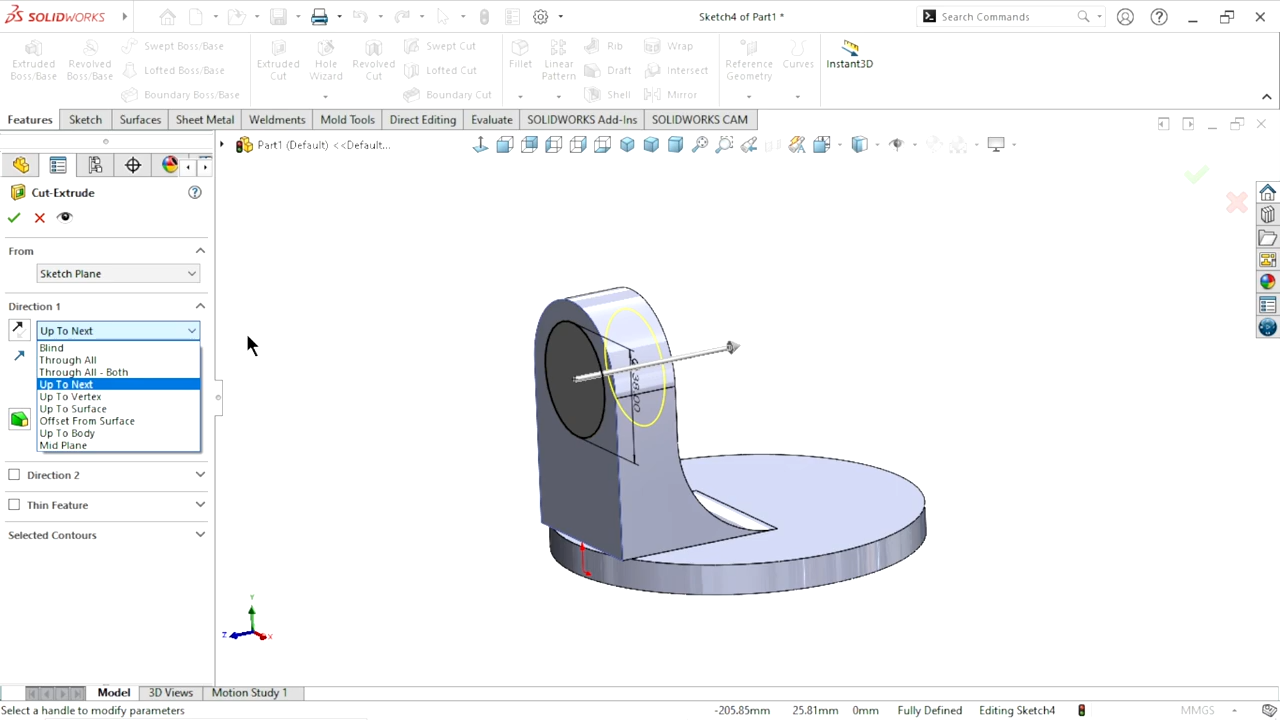 SOLIDWORKS
Sketch4 of Part1 *
Search Commands
Extruded Boss/Base
Revolved Boss/Base
Swept Boss/Base
Lofted Boss/Base
Boundary Boss/Base
Extruded Cut
Hole Wizard
Revolved Cut
Swept Cut
Lofted Cut
Boundary Cut
Fillet
Linear Pattern
Rib
Draft
Shell
Wrap
Intersect
Mirror
Reference Geometry
Curves
Instant3D
Features Sketch Surfaces Sheet Metal Weldments Mold Tools Direct Editing Evaluate SOLIDWORKS Add-Ins SOLIDWORKS CAM
Part1 (Default) <<Default...
Cut-Extrude
From
Sketch Plane
Direction 1
Up To Next
Blind
Through All
Through All - Both
Up To Next
Up To Vertex
Up To Surface
Offset From Surface
Up To Body
Mid Plane
Direction 2
Thin Feature
Selected Contours
Y
Z
X
Model 3D Views Motion Study 1
Select a handle to modify parameters
-205.85mm 25.81mm 0mm Fully Defined Editing Sketch4 MMGS